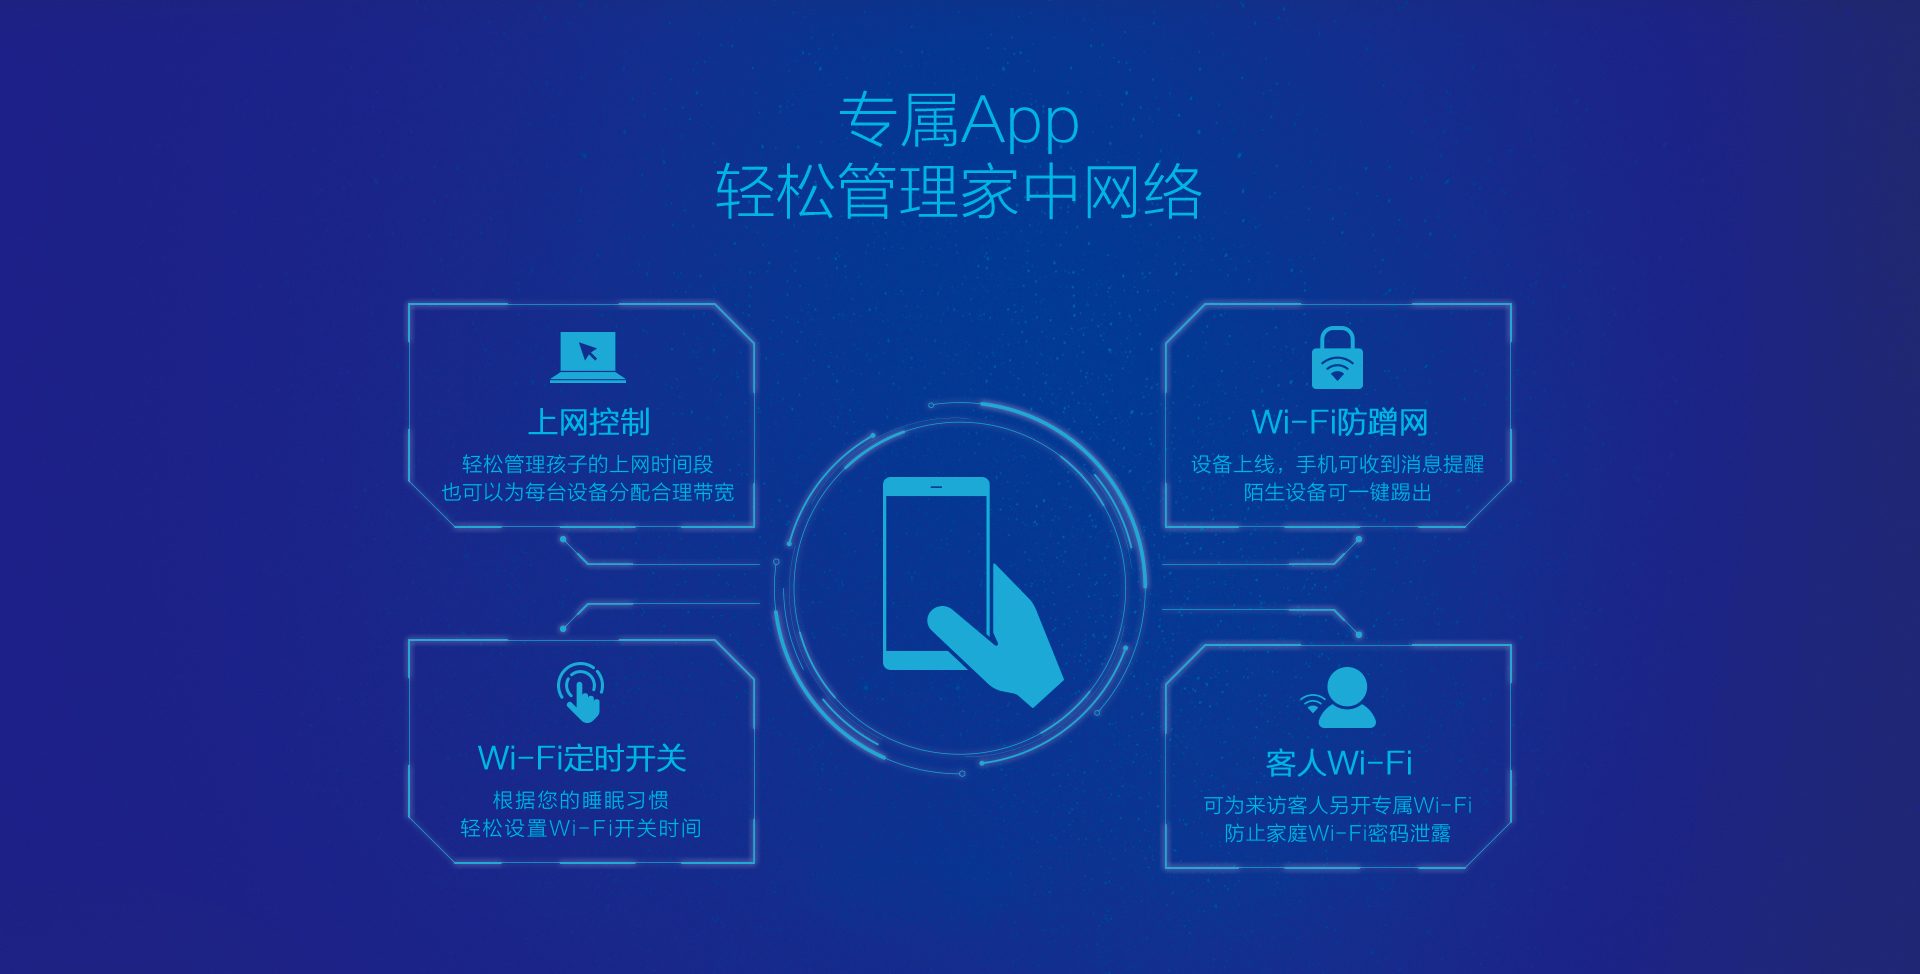 专属App
轻松管理家中网络
上网控制
轻松管理孩子的上网时间段
也可以为每台设备分配合理带宽
Wi-Fi防蹭网
设备上线，手机可收到消息提醒
陌生设备可一键踢出
Wi-Fi定时开关
根据您的睡眠习惯
轻松设置Wi-Fi开关时间
客人Wi-Fi
可为来访客人另开专属Wi-Fi
防止家庭Wi-Fi密码泄露